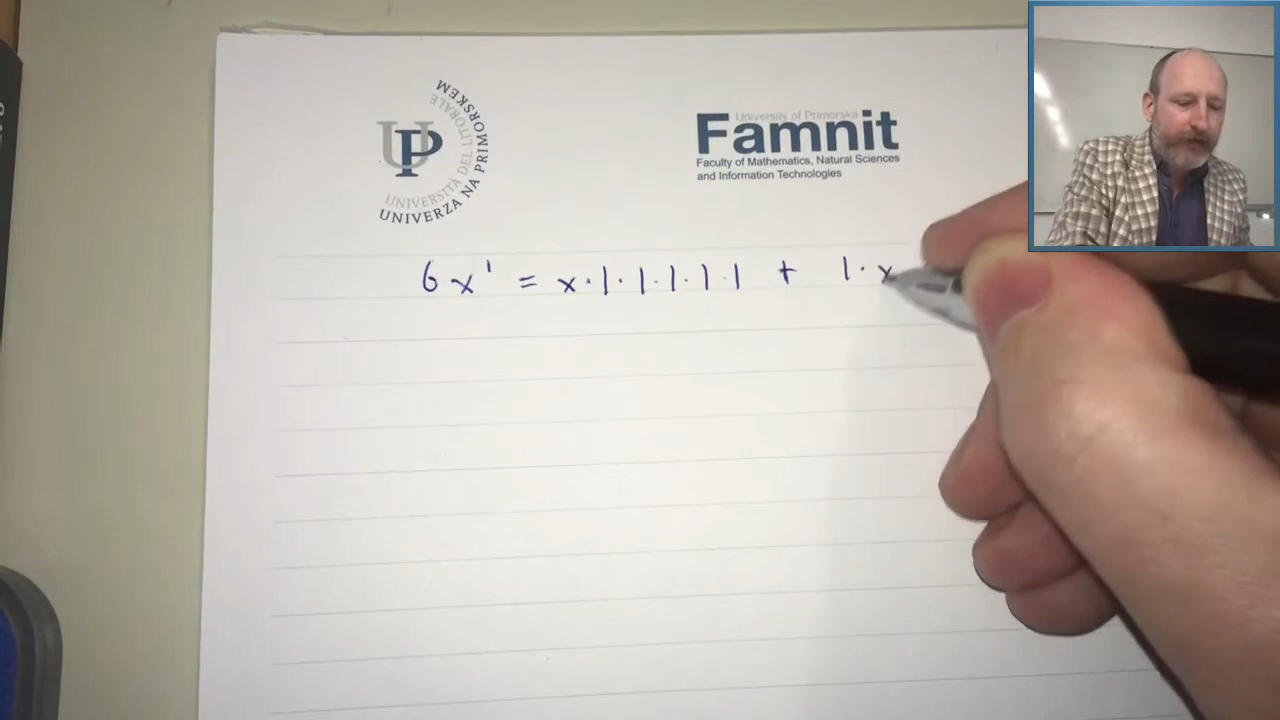 UP
UNIVERSITÀ DEL LITORALE
UNIVERZA NA PRIMORSKEM
University of Primorska
Famnit
Faculty of Mathematics, Natural Sciences
and Information Technologies
6x¹ = x·1·1·1·1·1 + 1·x